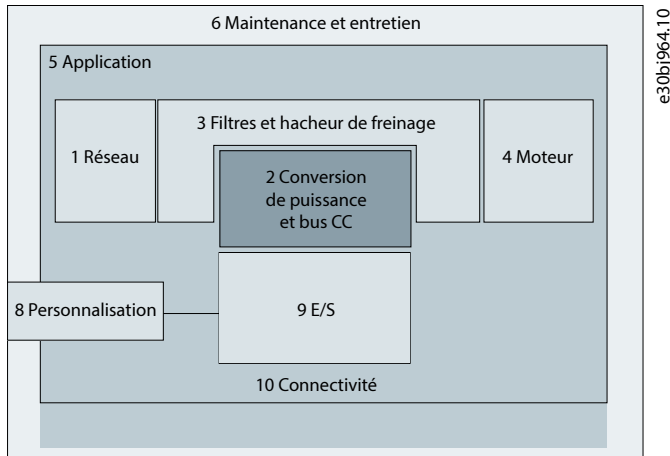 6 Maintenance et entretien
5 Application
3 Filtres et hacheur de freinage
1 Réseau
4 Moteur
2 Conversion
de puissance
et bus CC
8 Personnalisation
9 E/S
10 Connectivité
e30bi964.10